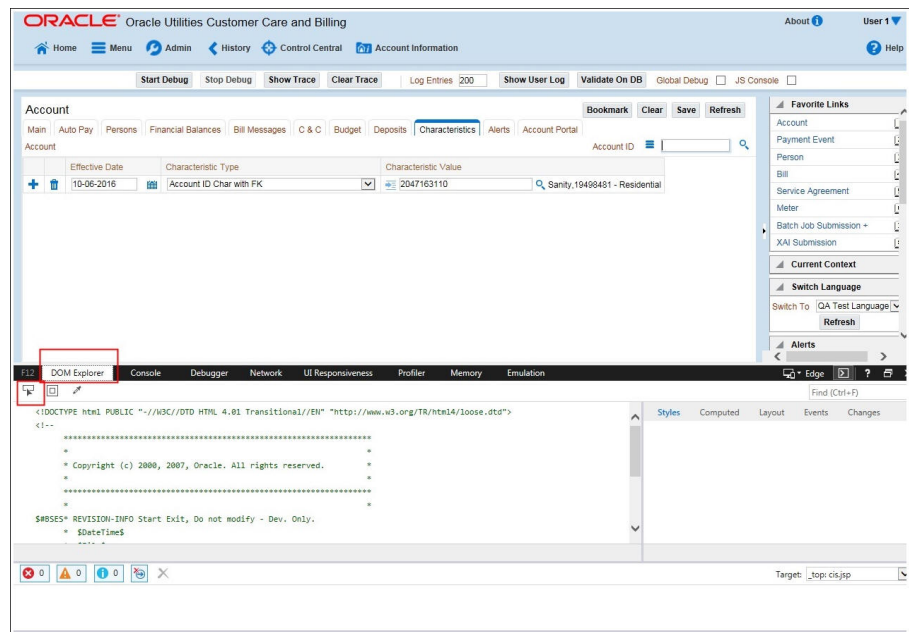 ORACLE® Oracle Utilities Customer Care and Billing
About User 1
Home Menu Admin History Control Central Account Information
Help
Start Debug Stop Debug Show Trace Clear Trace Log Entries 200 Show User Log Validate On DB Global Debug JS Console
Account
Bookmark Clear Save Refresh
Main Auto Pay Persons Financial Balances Bill Messages C & C Budget Deposits Characteristics Alerts Account Portal
Account
Account ID
Effective Date Characteristic Type Characteristic Value
10-06-2016 Account ID Char with FK 2047163110 Sanity,19498481 - Residential
Favorite Links
Account
Payment Event
Person
Bill
Service Agreement
Meter
Batch Job Submission +
XAI Submission
Current Context
Switch Language
Switch To QA Test Language
Refresh
Alerts
F12 DOM Explorer Console Debugger Network UI Responsiveness Profiler Memory Emulation
Edge ?
Find (Ctrl+F)
<!DOCTYPE html PUBLIC "-//W3C//DTD HTML 4.01 Transitional//EN" "http://www.w3.org/TR/html4/loose.dtd">
<!--
* Copyright (c) 2000, 2007, Oracle. All rights reserved. *
$#BSES* REVISION-INFO Start Exit, Do not modify - Dev. Only.
* $DateTime$
Styles Computed Layout Events Changes
0 0 0
Target: _top: cis.jsp